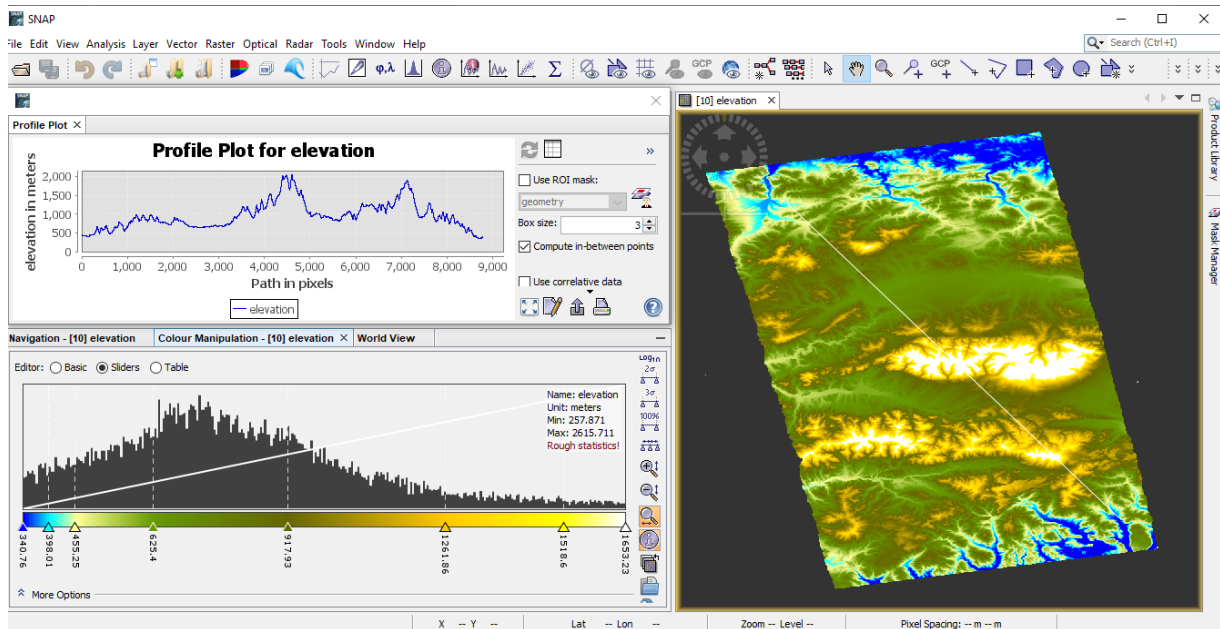 SNAP
File Edit View Analysis Layer Vector Raster Optical Radar Tools Window Help
Search (Ctrl+I)
φ,λ
Σ
GCP
GCP
Profile Plot
Profile Plot for elevation
elevation in meters
2,000
1,500
1,000
500
0
0 1,000 2,000 3,000 4,000 5,000 6,000 7,000 8,000 9,000
Path in pixels
elevation
Use ROI mask:
geometry
Box size: 3
Compute in-between points
Use correlative data
Navigation - [10] elevation Colour Manipulation - [10] elevation World View
Editor: Basic Sliders Table
Name: elevation
Unit: meters
Min: 257.871
Max: 2615.711
Rough statistics!
340.76 398.01 455.25 625.4 917.93 1261.86 1518.6 1653.23
Log₁₀
2σ
3σ
100%
More Options
[10] elevation
Product Library
Mask Manager
X -- Y -- Lat -- Lon -- Zoom -- Level -- Pixel Spacing: -- m -- m